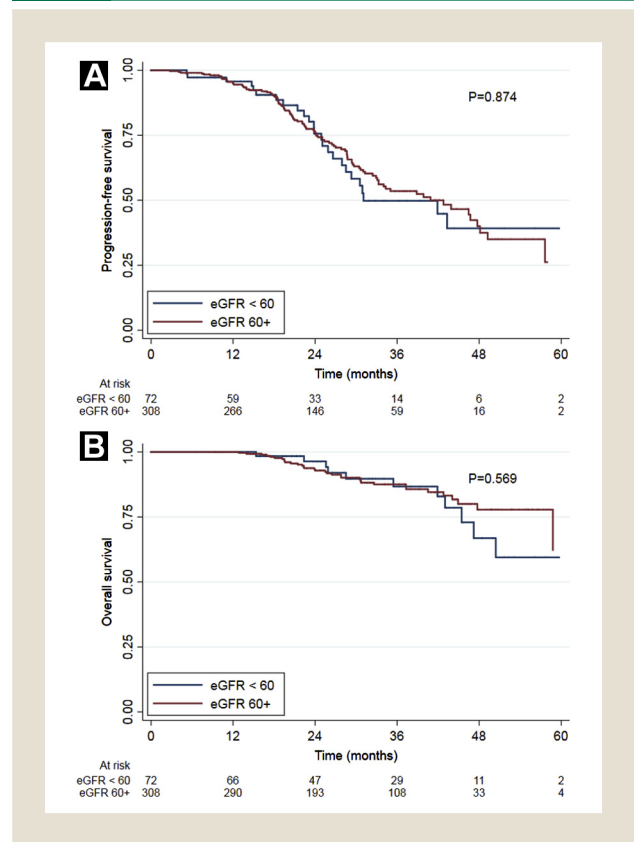 A
1.00
0.75
0.50
0.25
0.00
Progression-free survival
P=0.874
eGFR < 60
eGFR 60+
0 12 24 36 48 60
Time (months)
At risk
eGFR < 60 72 59 33 14 6 2
eGFR 60+ 308 266 146 59 16 2
B
1.00
0.75
0.50
0.25
0.00
Overall survival
P=0.569
eGFR < 60
eGFR 60+
0 12 24 36 48 60
Time (months)
At risk
eGFR < 60 72 66 47 29 11 2
eGFR 60+ 308 290 193 108 33 4